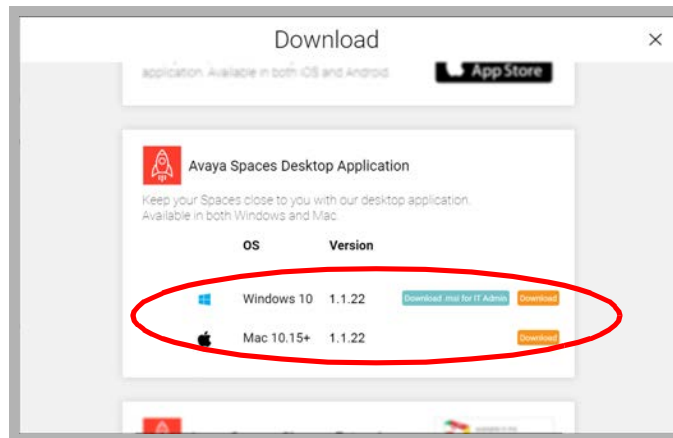 Download
application. Available in both iOS and Android.
App Store
Avaya Spaces Desktop Application
Keep your Spaces close to you with our desktop application.
Available in both Windows and Mac.
OS Version
Windows 10 1.1.22 Download .msi for IT Admin Download
Mac 10.15+ 1.1.22 Download